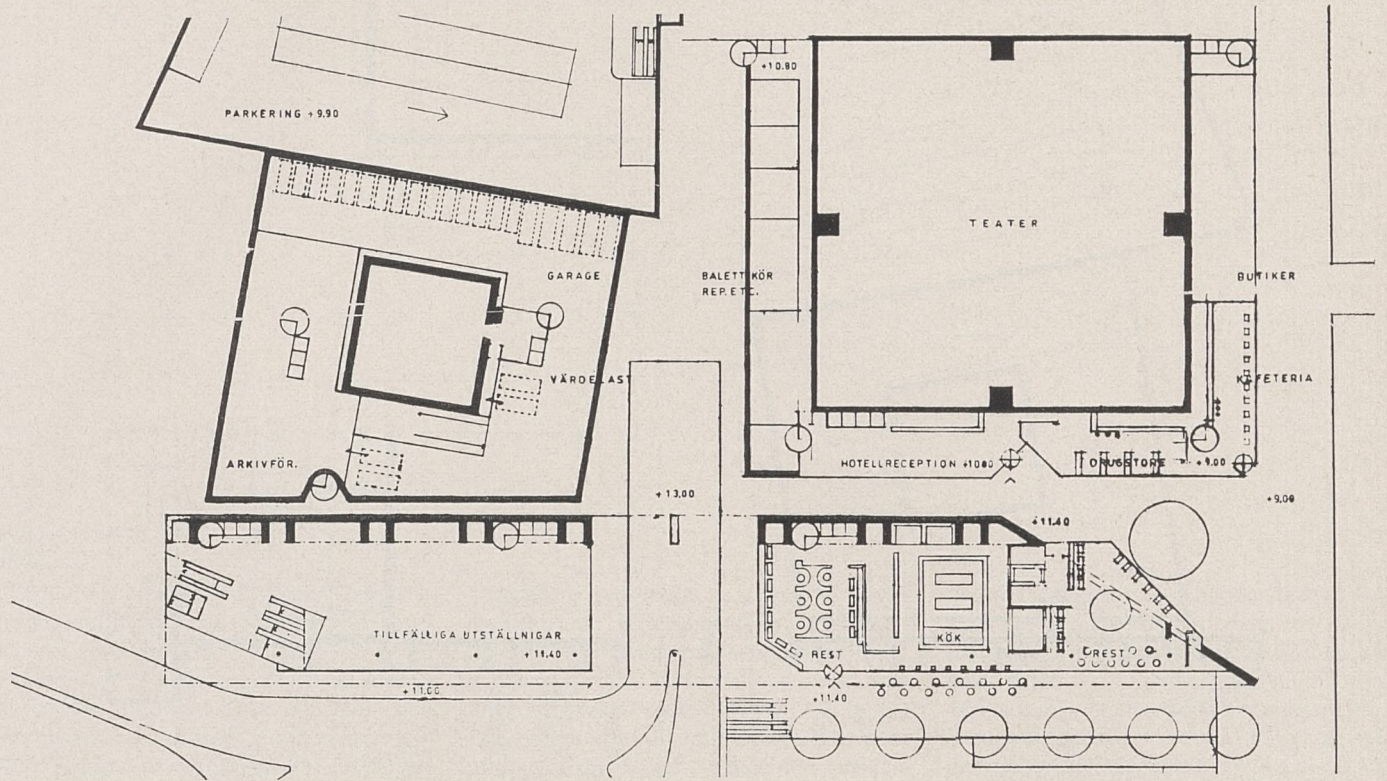 +10.80
PARKERING +9.90
TEATER
GARAGE
BALETT KÖR
REP. ETC.
BUTIKER
VÄRDELAST
KAFETERIA
ARKIVFÖR.
HOTELLRECEPTION +10.80
DRUGSTORE
+9.00
+13.00
+9.00
+11.40
TILLFÄLLIGA UTSTÄLLNIGAR
+11.40
KÖK
REST
REST
+11.00
+11.40